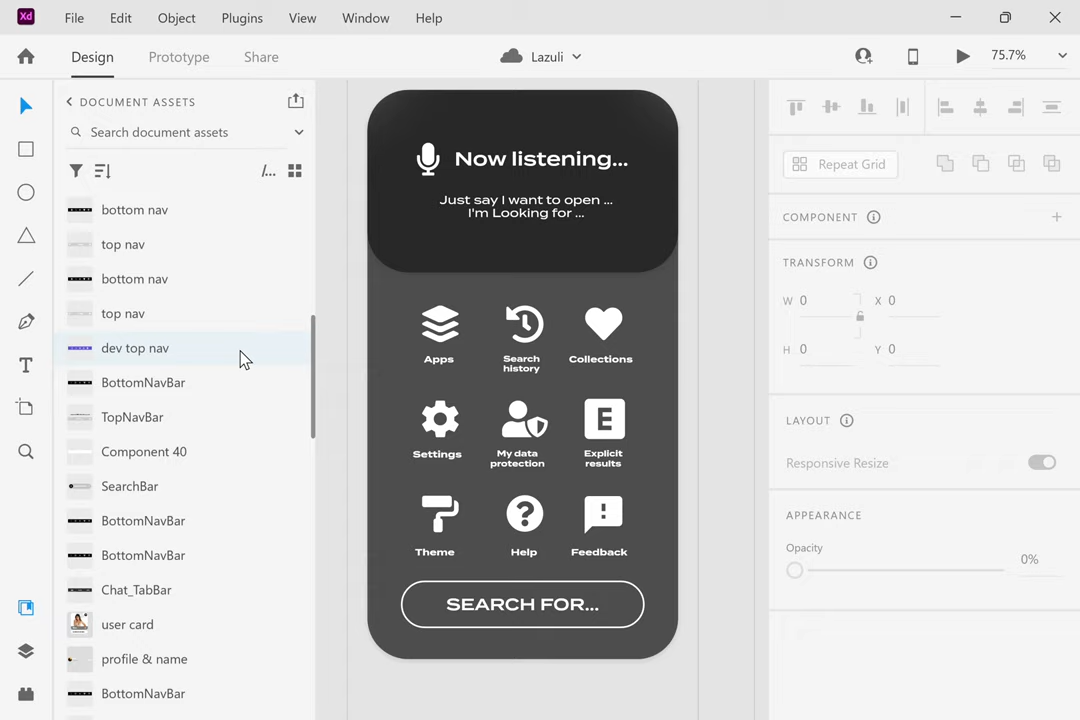 Xd File Edit Object Plugins View Window Help
Design Prototype Share Lazuli 75.7%
DOCUMENT ASSETS
Search document assets
/...
bottom nav
top nav
bottom nav
top nav
dev top nav
BottomNavBar
TopNavBar
Component 40
SearchBar
BottomNavBar
BottomNavBar
Chat_TabBar
user card
profile & name
BottomNavBar
Now listening...
Just say I want to open ...
I'm Looking for ...
Apps
Search
history
Collections
Settings
My data
protection
E
Explicit
results
Theme
?
Help
!
Feedback
SEARCH FOR...
Repeat Grid
COMPONENT
TRANSFORM
W 0 X 0
H 0 Y 0
LAYOUT
Responsive Resize
APPEARANCE
Opacity
0%